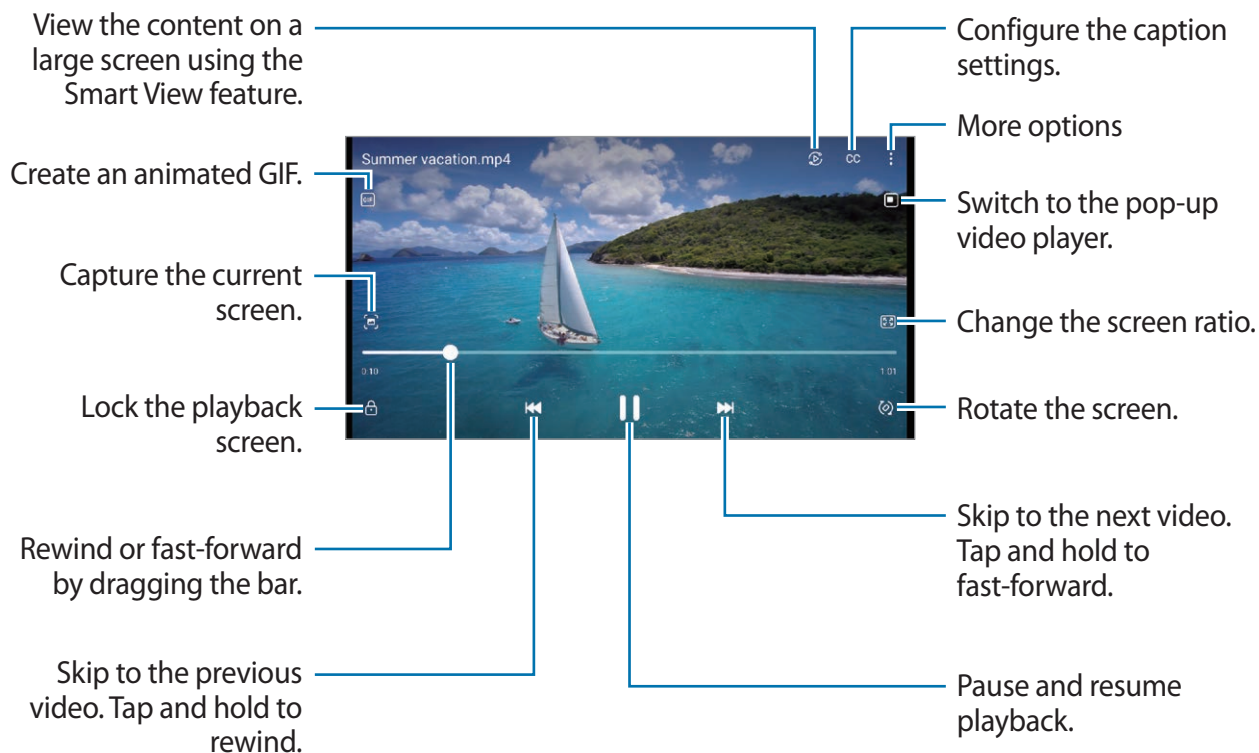 View the content on a
large screen using the
Smart View feature.
Configure the caption
settings.
More options
Summer vacation.mp4
CC
Create an animated GIF.
GIF
Switch to the pop-up
video player.
Capture the current
screen.
Change the screen ratio.
0:10
1:01
Lock the playback
screen.
Rotate the screen.
Rewind or fast-forward
by dragging the bar.
Skip to the next video.
Tap and hold to
fast-forward.
Skip to the previous
video. Tap and hold to
rewind.
Pause and resume
playback.